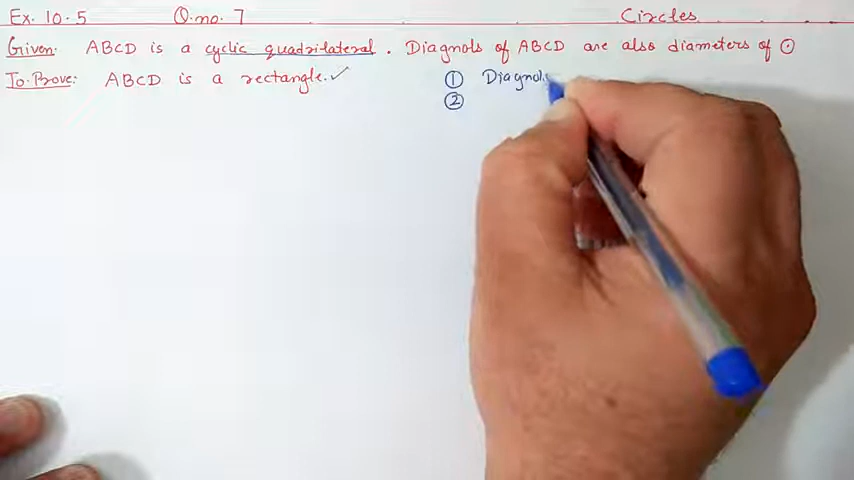 Ex. 10.5 Q.no. 7 Circles
Given: ABCD is a cyclic quadrilateral. Diagnols of ABCD are also diameters of ⊙
To Prove: ABCD is a rectangle. ✓
① Diagnols
②